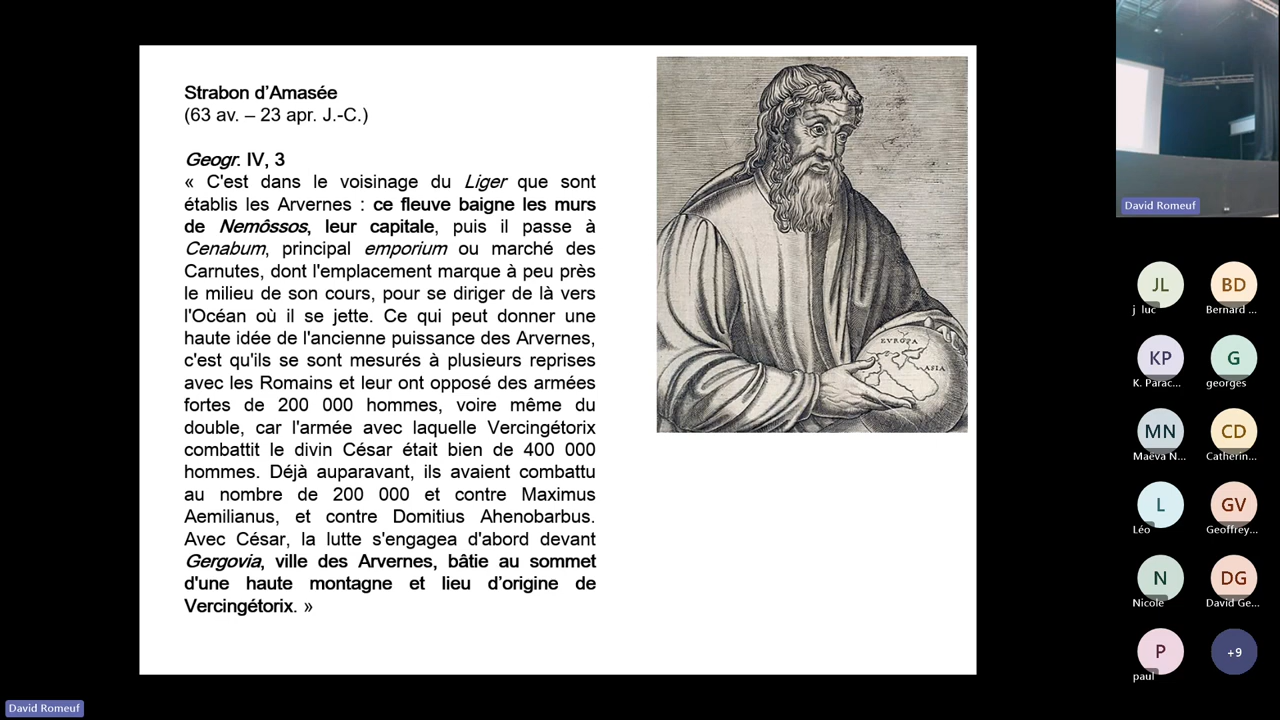 Strabon d'Amasée
(63 av. – 23 apr. J.-C.)
Geogr. IV, 3
« C'est dans le voisinage du Liger que sont
établis les Arvernes : ce fleuve baigne les murs
de Nemôssos, leur capitale, puis il passe à
Cenabum, principal emporium ou marché des
Carnutes, dont l'emplacement marque à peu près
le milieu de son cours, pour se diriger de là vers
l'Océan où il se jette. Ce qui peut donner une
haute idée de l'ancienne puissance des Arvernes,
c'est qu'ils se sont mesurés à plusieurs reprises
avec les Romains et leur ont opposé des armées
fortes de 200 000 hommes, voire même du
double, car l'armée avec laquelle Vercingétorix
combattit le divin César était bien de 400 000
hommes. Déjà auparavant, ils avaient combattu
au nombre de 200 000 et contre Maximus
Aemilianus, et contre Domitius Ahenobarbus.
Avec César, la lutte s'engagea d'abord devant
Gergovia, ville des Arvernes, bâtie au sommet
d'une haute montagne et lieu d'origine de
Vercingétorix. »
EVROPA
ASIA
David Romeuf
JL
j luc
BD
Bernard ...
KP
K. Parac...
G
georges
MN
Maëva N...
CD
Catherin...
L
Léo
GV
Geoffrey...
N
Nicole
DG
David Ge...
P
paul
+9
David Romeuf